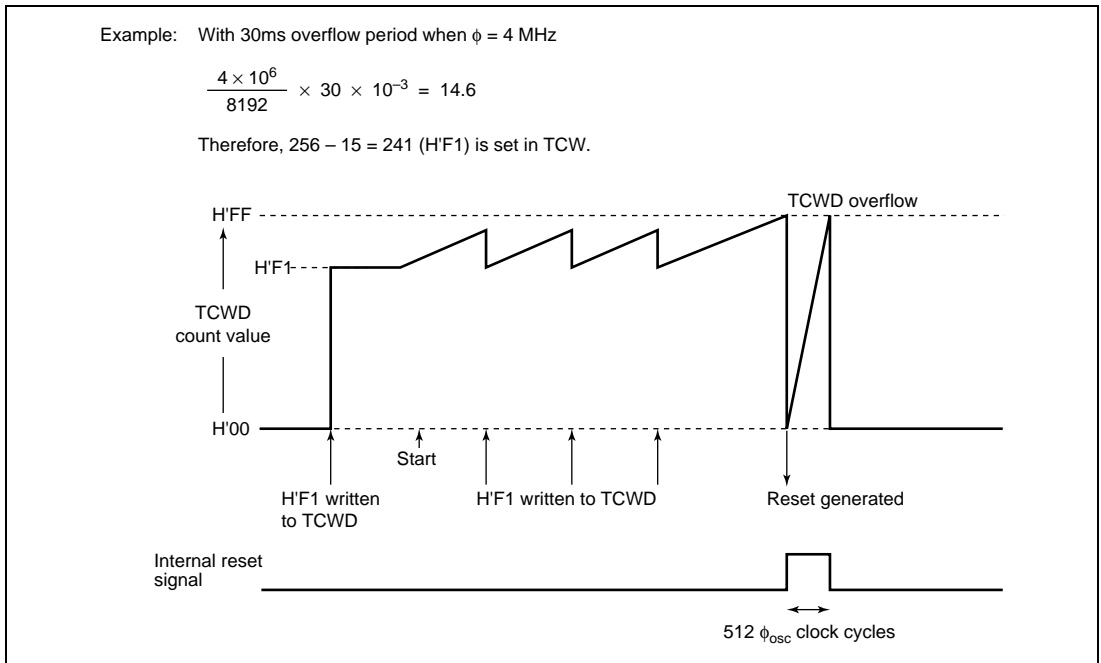 Example: With 30ms overflow period when ϕ = 4 MHz
4 × 10⁶
8192
× 30 × 10⁻³ = 14.6
Therefore, 256 – 15 = 241 (H'F1) is set in TCW.
TCWD overflow
H'FF
H'F1
TCWD
count value
H'00
Start
H'F1 written
to TCWD
H'F1 written to TCWD
Reset generated
Internal reset
signal
512 ϕosc clock cycles